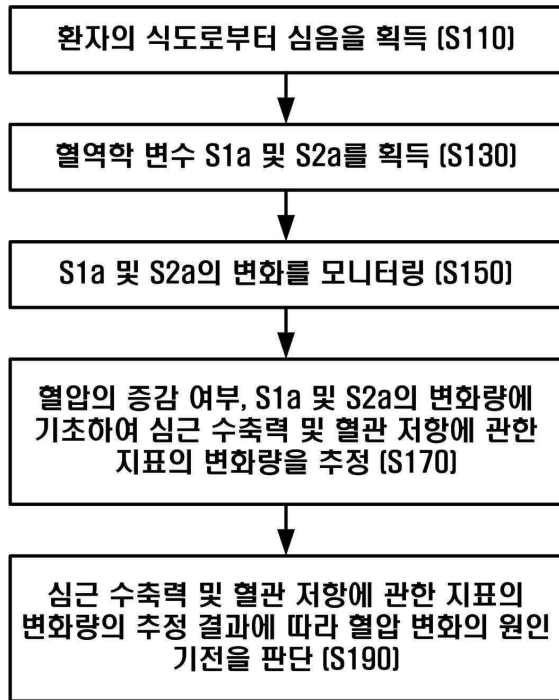 환자의 식도로부터 심음을 획득 (S110)
혈역학 변수 S1a 및 S2a를 획득 (S130)
S1a 및 S2a의 변화를 모니터링 (S150)
혈압의 증감 여부, S1a 및 S2a의 변화량에
기초하여 심근 수축력 및 혈관 저항에 관한
지표의 변화량을 추정 (S170)
심근 수축력 및 혈관 저항에 관한 지표의
변화량의 추정 결과에 따라 혈압 변화의 원인
기전을 판단 (S190)